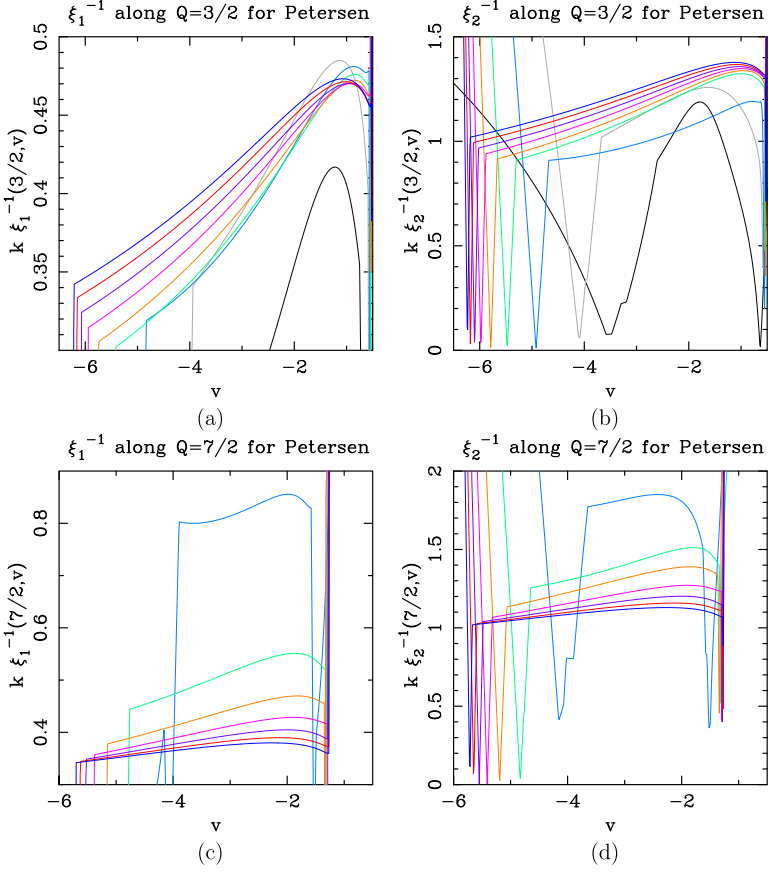 ξ₁⁻¹ along Q=3/2 for Petersen
k ξ₁⁻¹(3/2,v)
0.5
0.45
0.4
0.35
−6 −4 −2
v
(a)
ξ₂⁻¹ along Q=3/2 for Petersen
k ξ₂⁻¹(3/2,v)
1.5
1
0.5
0
−6 −4 −2
v
(b)
ξ₁⁻¹ along Q=7/2 for Petersen
k ξ₁⁻¹(7/2,v)
0.8
0.6
0.4
−6 −4 −2
v
(c)
ξ₂⁻¹ along Q=7/2 for Petersen
k ξ₂⁻¹(7/2,v)
2
1.5
1
0.5
0
−6 −4 −2
v
(d)